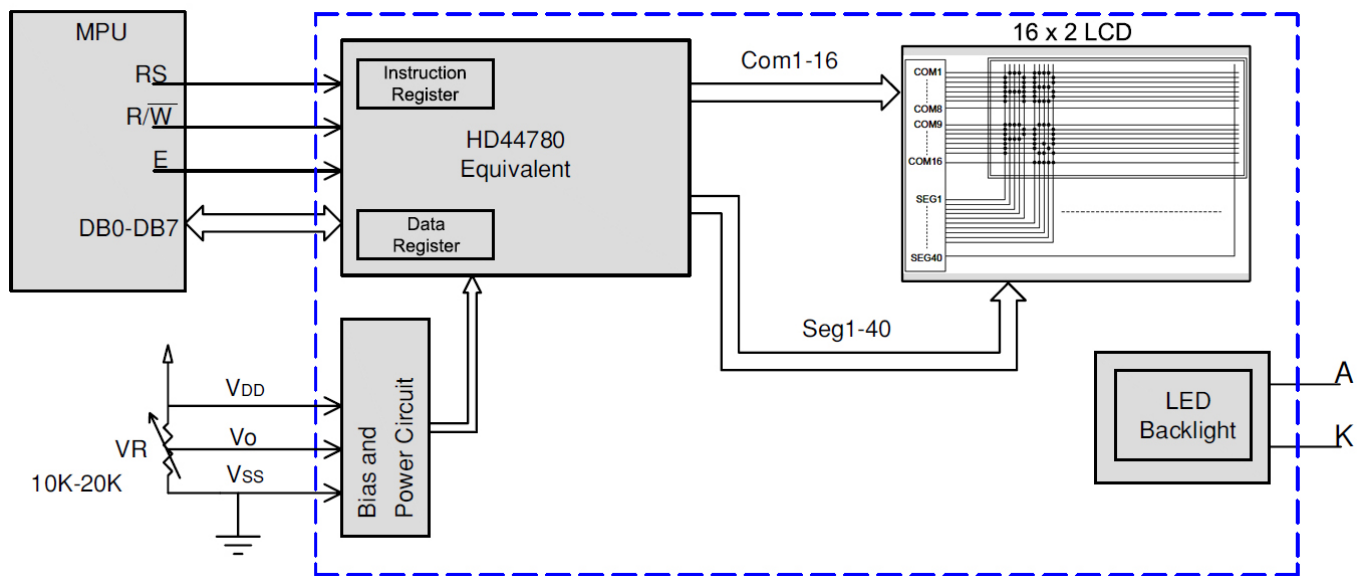 MPU
RS
R/W̅
E
DB0-DB7
Instruction
Register
HD44780
Equivalent
Data
Register
Com1-16
Seg1-40
16 x 2 LCD
COM1
COM8
COM9
COM16
SEG1
SEG40
VDD
Vo
VSS
VR
10K-20K
Bias and
Power Circuit
LED
Backlight
A
K